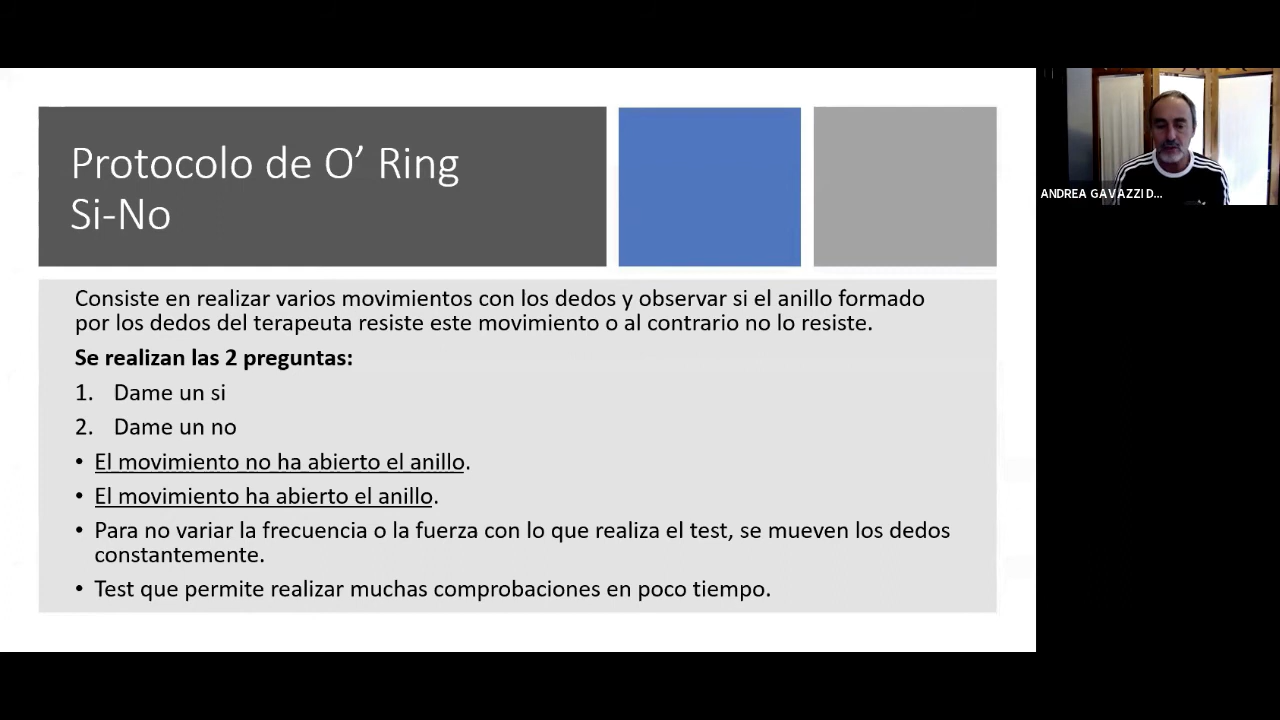 Protocolo de O’ Ring
Si-No
Consiste en realizar varios movimientos con los dedos y observar si el anillo formado
por los dedos del terapeuta resiste este movimiento o al contrario no lo resiste.
Se realizan las 2 preguntas:
1. Dame un si
2. Dame un no
• El movimiento no ha abierto el anillo.
• El movimiento ha abierto el anillo.
• Para no variar la frecuencia o la fuerza con lo que realiza el test, se mueven los dedos
constantemente.
• Test que permite realizar muchas comprobaciones en poco tiempo.
ANDREA GAVAZZI D...